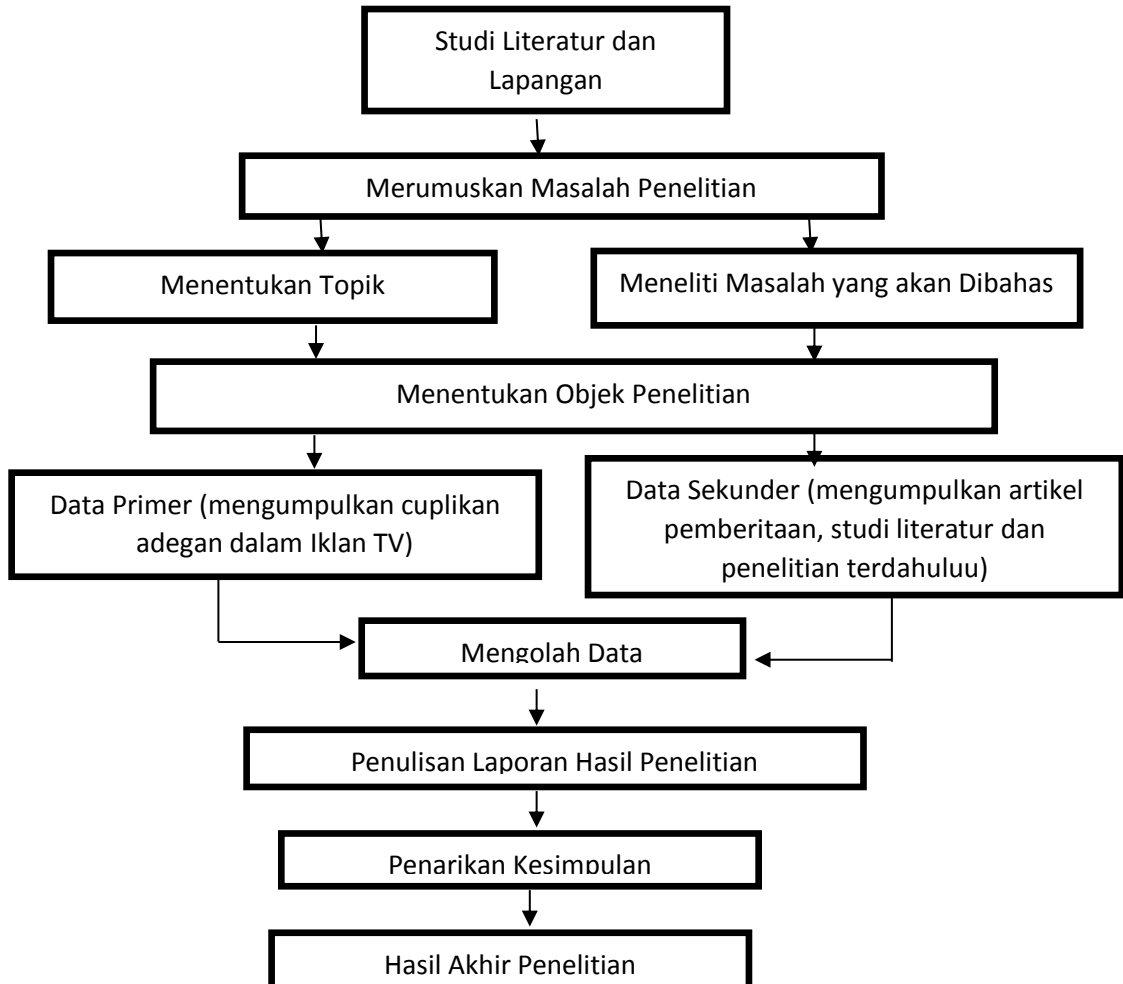 Studi Literatur dan
Lapangan
Merumuskan Masalah Penelitian
Menentukan Topik
Meneliti Masalah yang akan Dibahas
Menentukan Objek Penelitian
Data Primer (mengumpulkan cuplikan
adegan dalam Iklan TV)
Data Sekunder (mengumpulkan artikel
pemberitaan, studi literatur dan
penelitian terdahuluu)
Mengolah Data
Penulisan Laporan Hasil Penelitian
Penarikan Kesimpulan
Hasil Akhir Penelitian